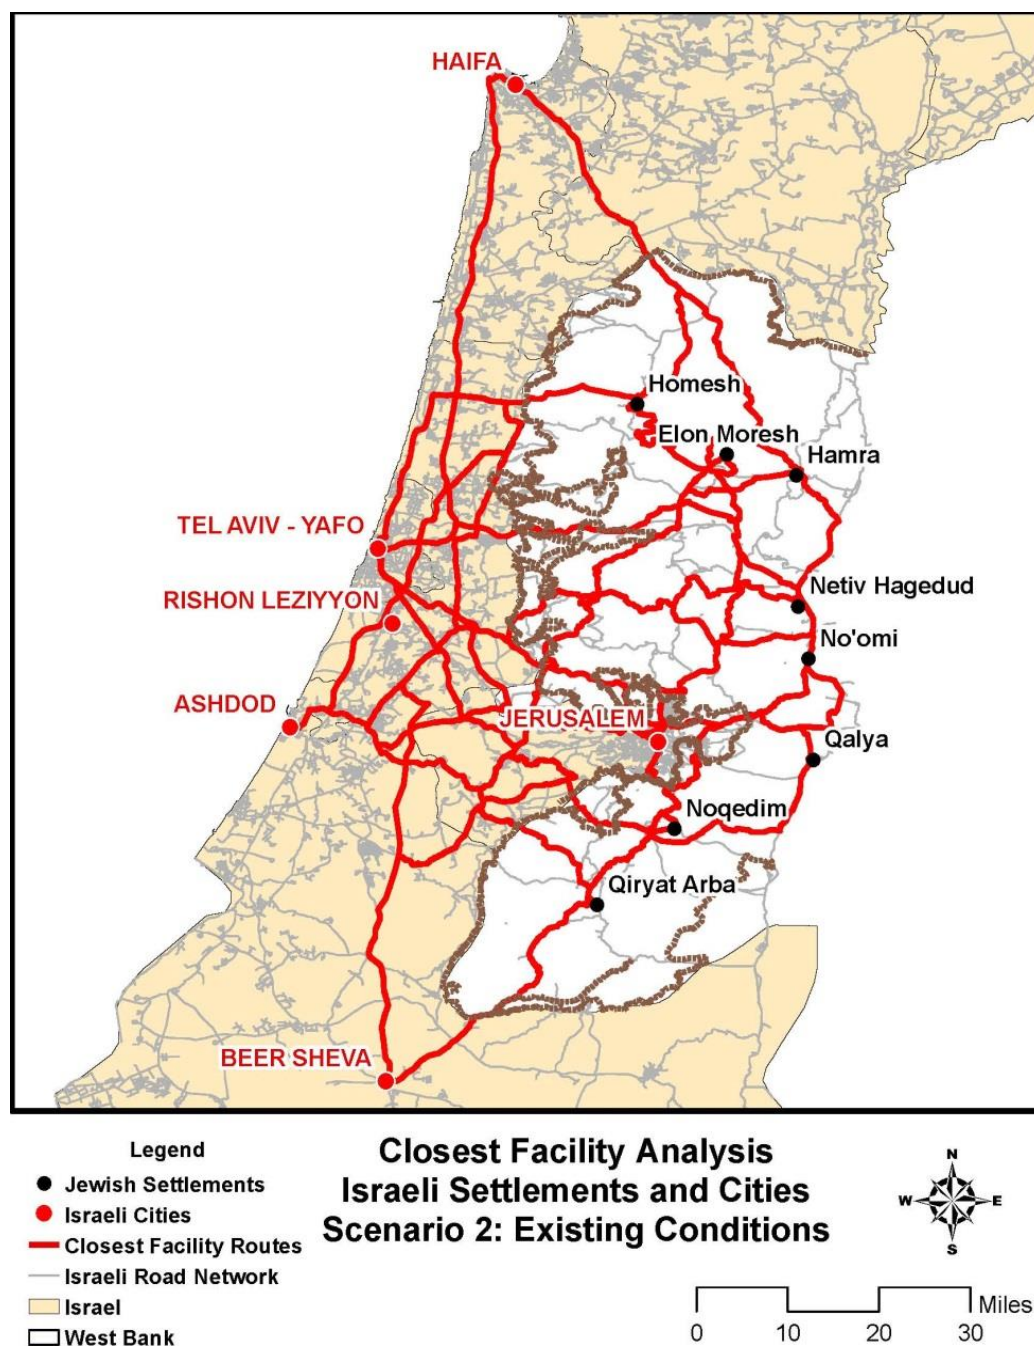 HAIFA
Homesh
Elon Moresh
Hamra
TEL AVIV - YAFO
RISHON LEZIYYON
Netiv Hagedud
No'omi
ASHDOD
JERUSALEM
Qalya
Noqedim
Qiryat Arba
BEER SHEVA
Legend
Jewish Settlements
Israeli Cities
Closest Facility Routes
Israeli Road Network
Israel
West Bank
Closest Facility Analysis
Israeli Settlements and Cities
Scenario 2: Existing Conditions
N
W E
S
Miles
0 10 20 30